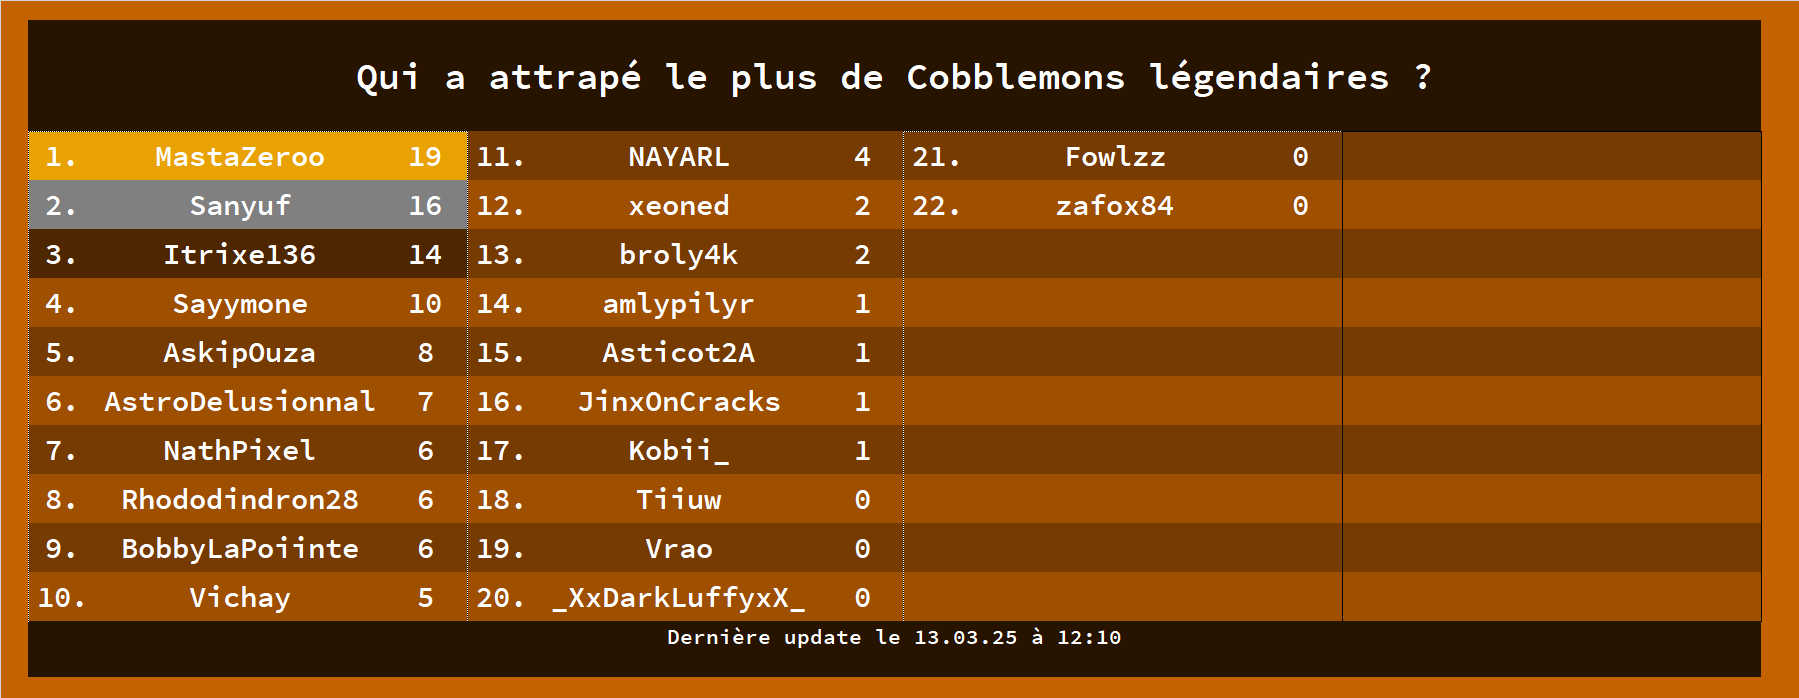 Qui a attrapé le plus de Cobblemons légendaires ?
1. MastaZeroo 19
2. Sanyuf 16
3. Itrixe136 14
4. Sayymone 10
5. AskipOuza 8
6. AstroDelusionnal 7
7. NathPixel 6
8. Rhododindron28 6
9. BobbyLaPoiinte 6
10. Vichay 5
11. NAYARL 4
12. xeoned 2
13. broly4k 2
14. amlypilyr 1
15. Asticot2A 1
16. JinxOnCracks 1
17. Kobii_ 1
18. Tiiuw 0
19. Vrao 0
20. _XxDarkLuffyxX_ 0
21. Fowlzz 0
22. zafox84 0
Dernière update le 13.03.25 à 12:10